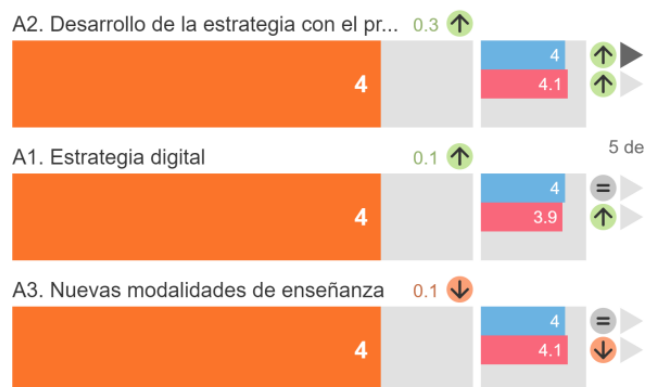 A2. Desarrollo de la estrategia con el pr... 0.3
4
4
4.1
5 de
A1. Estrategia digital 0.1
4
4
3.9
A3. Nuevas modalidades de enseñanza 0.1
4
4
4.1